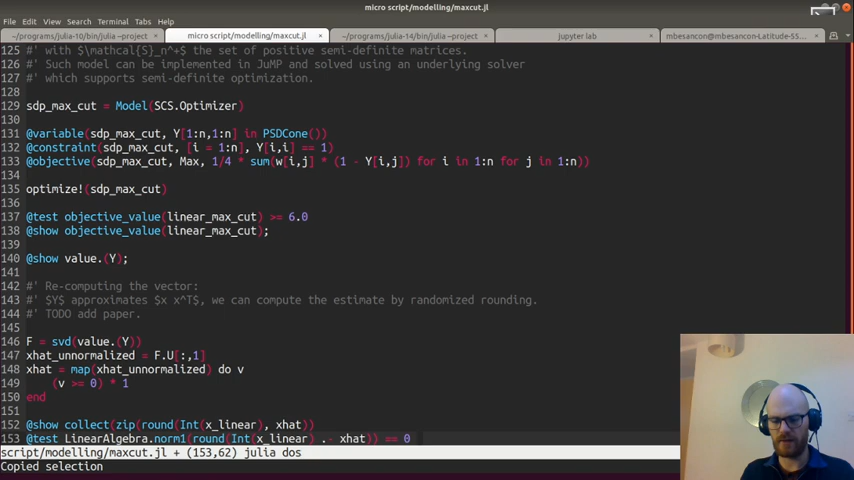 micro script/modelling/maxcut.jl
File Edit View Search Terminal Tabs Help
~/programs/julia-10/bin/julia --project × micro script/modelling/maxcut.jl × ~/programs/julia-14/bin/julia --project × jupyter lab × mbesancon@mbesancon-Latitude-55... ×
125 #' with $\mathcal{S}_n^+$ the set of positive semi-definite matrices.
126 #' Such model can be implemented in JuMP and solved using an underlying solver
127 #' which supports semi-definite optimization.
128
129 sdp_max_cut = Model(SCS.Optimizer)
130
131 @variable(sdp_max_cut, Y[1:n,1:n] in PSDCone())
132 @constraint(sdp_max_cut, [i = 1:n], Y[i,i] == 1)
133 @objective(sdp_max_cut, Max, 1/4 * sum(w[i,j] * (1 - Y[i,j]) for i in 1:n for j in 1:n))
134
135 optimize!(sdp_max_cut)
136
137 @test objective_value(linear_max_cut) >= 6.0
138 @show objective_value(linear_max_cut);
139
140 @show value.(Y);
141
142 #' Re-computing the vector:
143 #' $Y$ approximates $x x^T$, we can compute the estimate by randomized rounding.
144 #' TODO add paper.
145
146 F = svd(value.(Y))
147 xhat_unnormalized = F.U[:,1]
148 xhat = map(xhat_unnormalized) do v
149 (v >= 0) * 1
150 end
151
152 @show collect(zip(round(Int(x_linear), xhat))
153 @test LinearAlgebra.norm1(round(Int(x_linear) .- xhat)) == 0
script/modelling/maxcut.jl + (153,62) julia dos
Copied selection